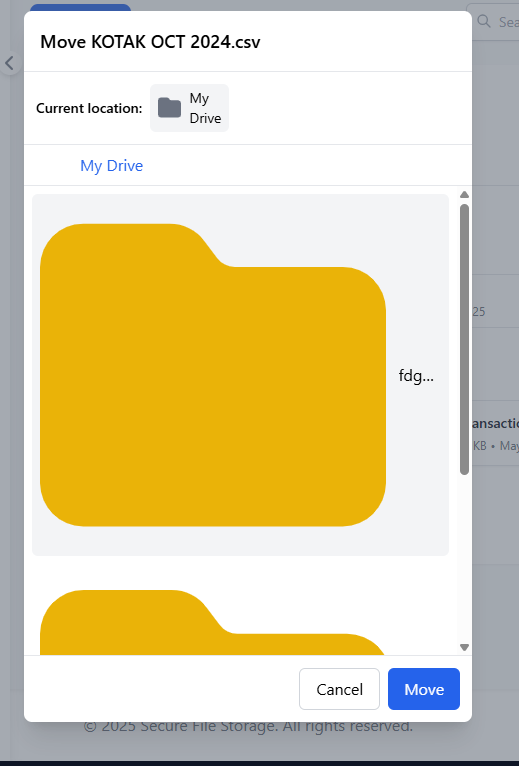 Sea
Move KOTAK OCT 2024.csv
Current location:
My
Drive
My Drive
25
fdg...
ansactio
KB • May
Cancel
Move
© 2025 Secure File Storage. All rights reserved.